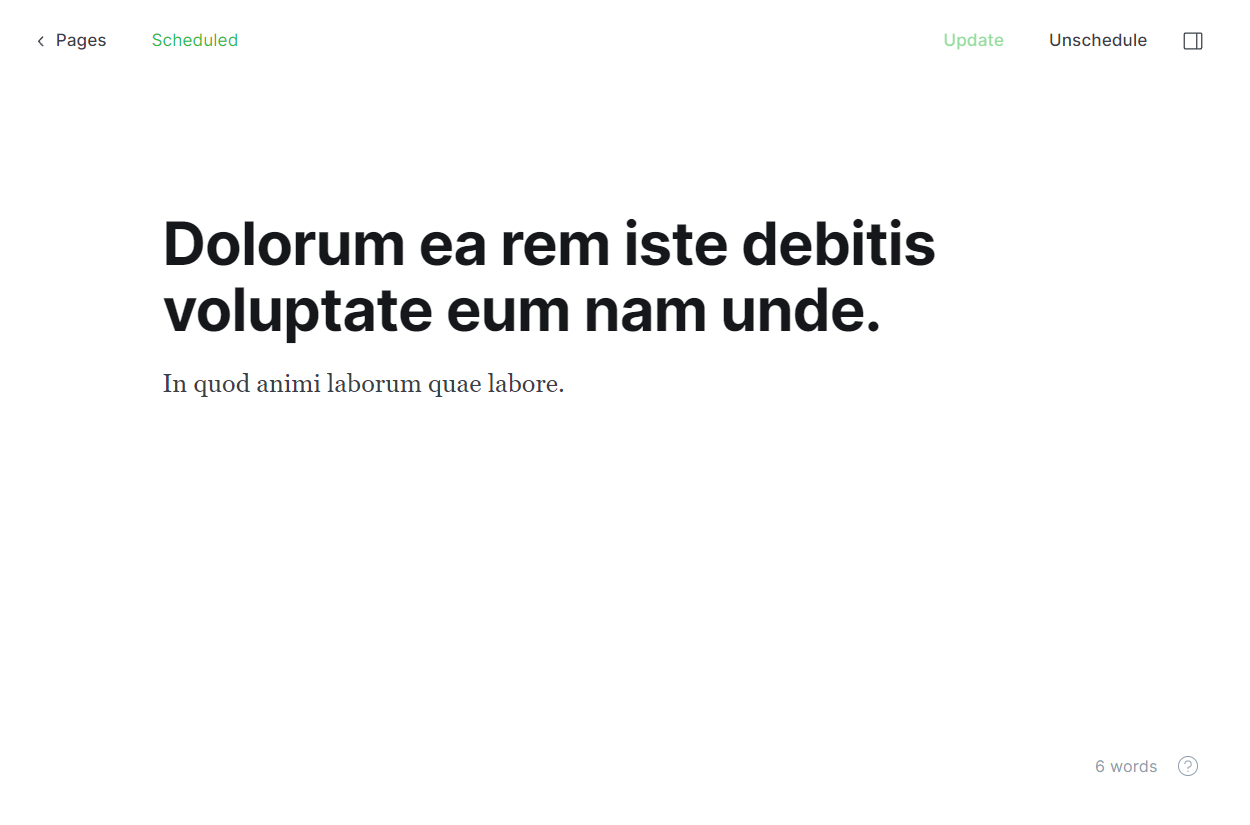 Pages
Scheduled
Update
Unschedule
Dolorum ea rem iste debitis
voluptate eum nam unde.
In quod animi laborum quae labore.
6 words
?